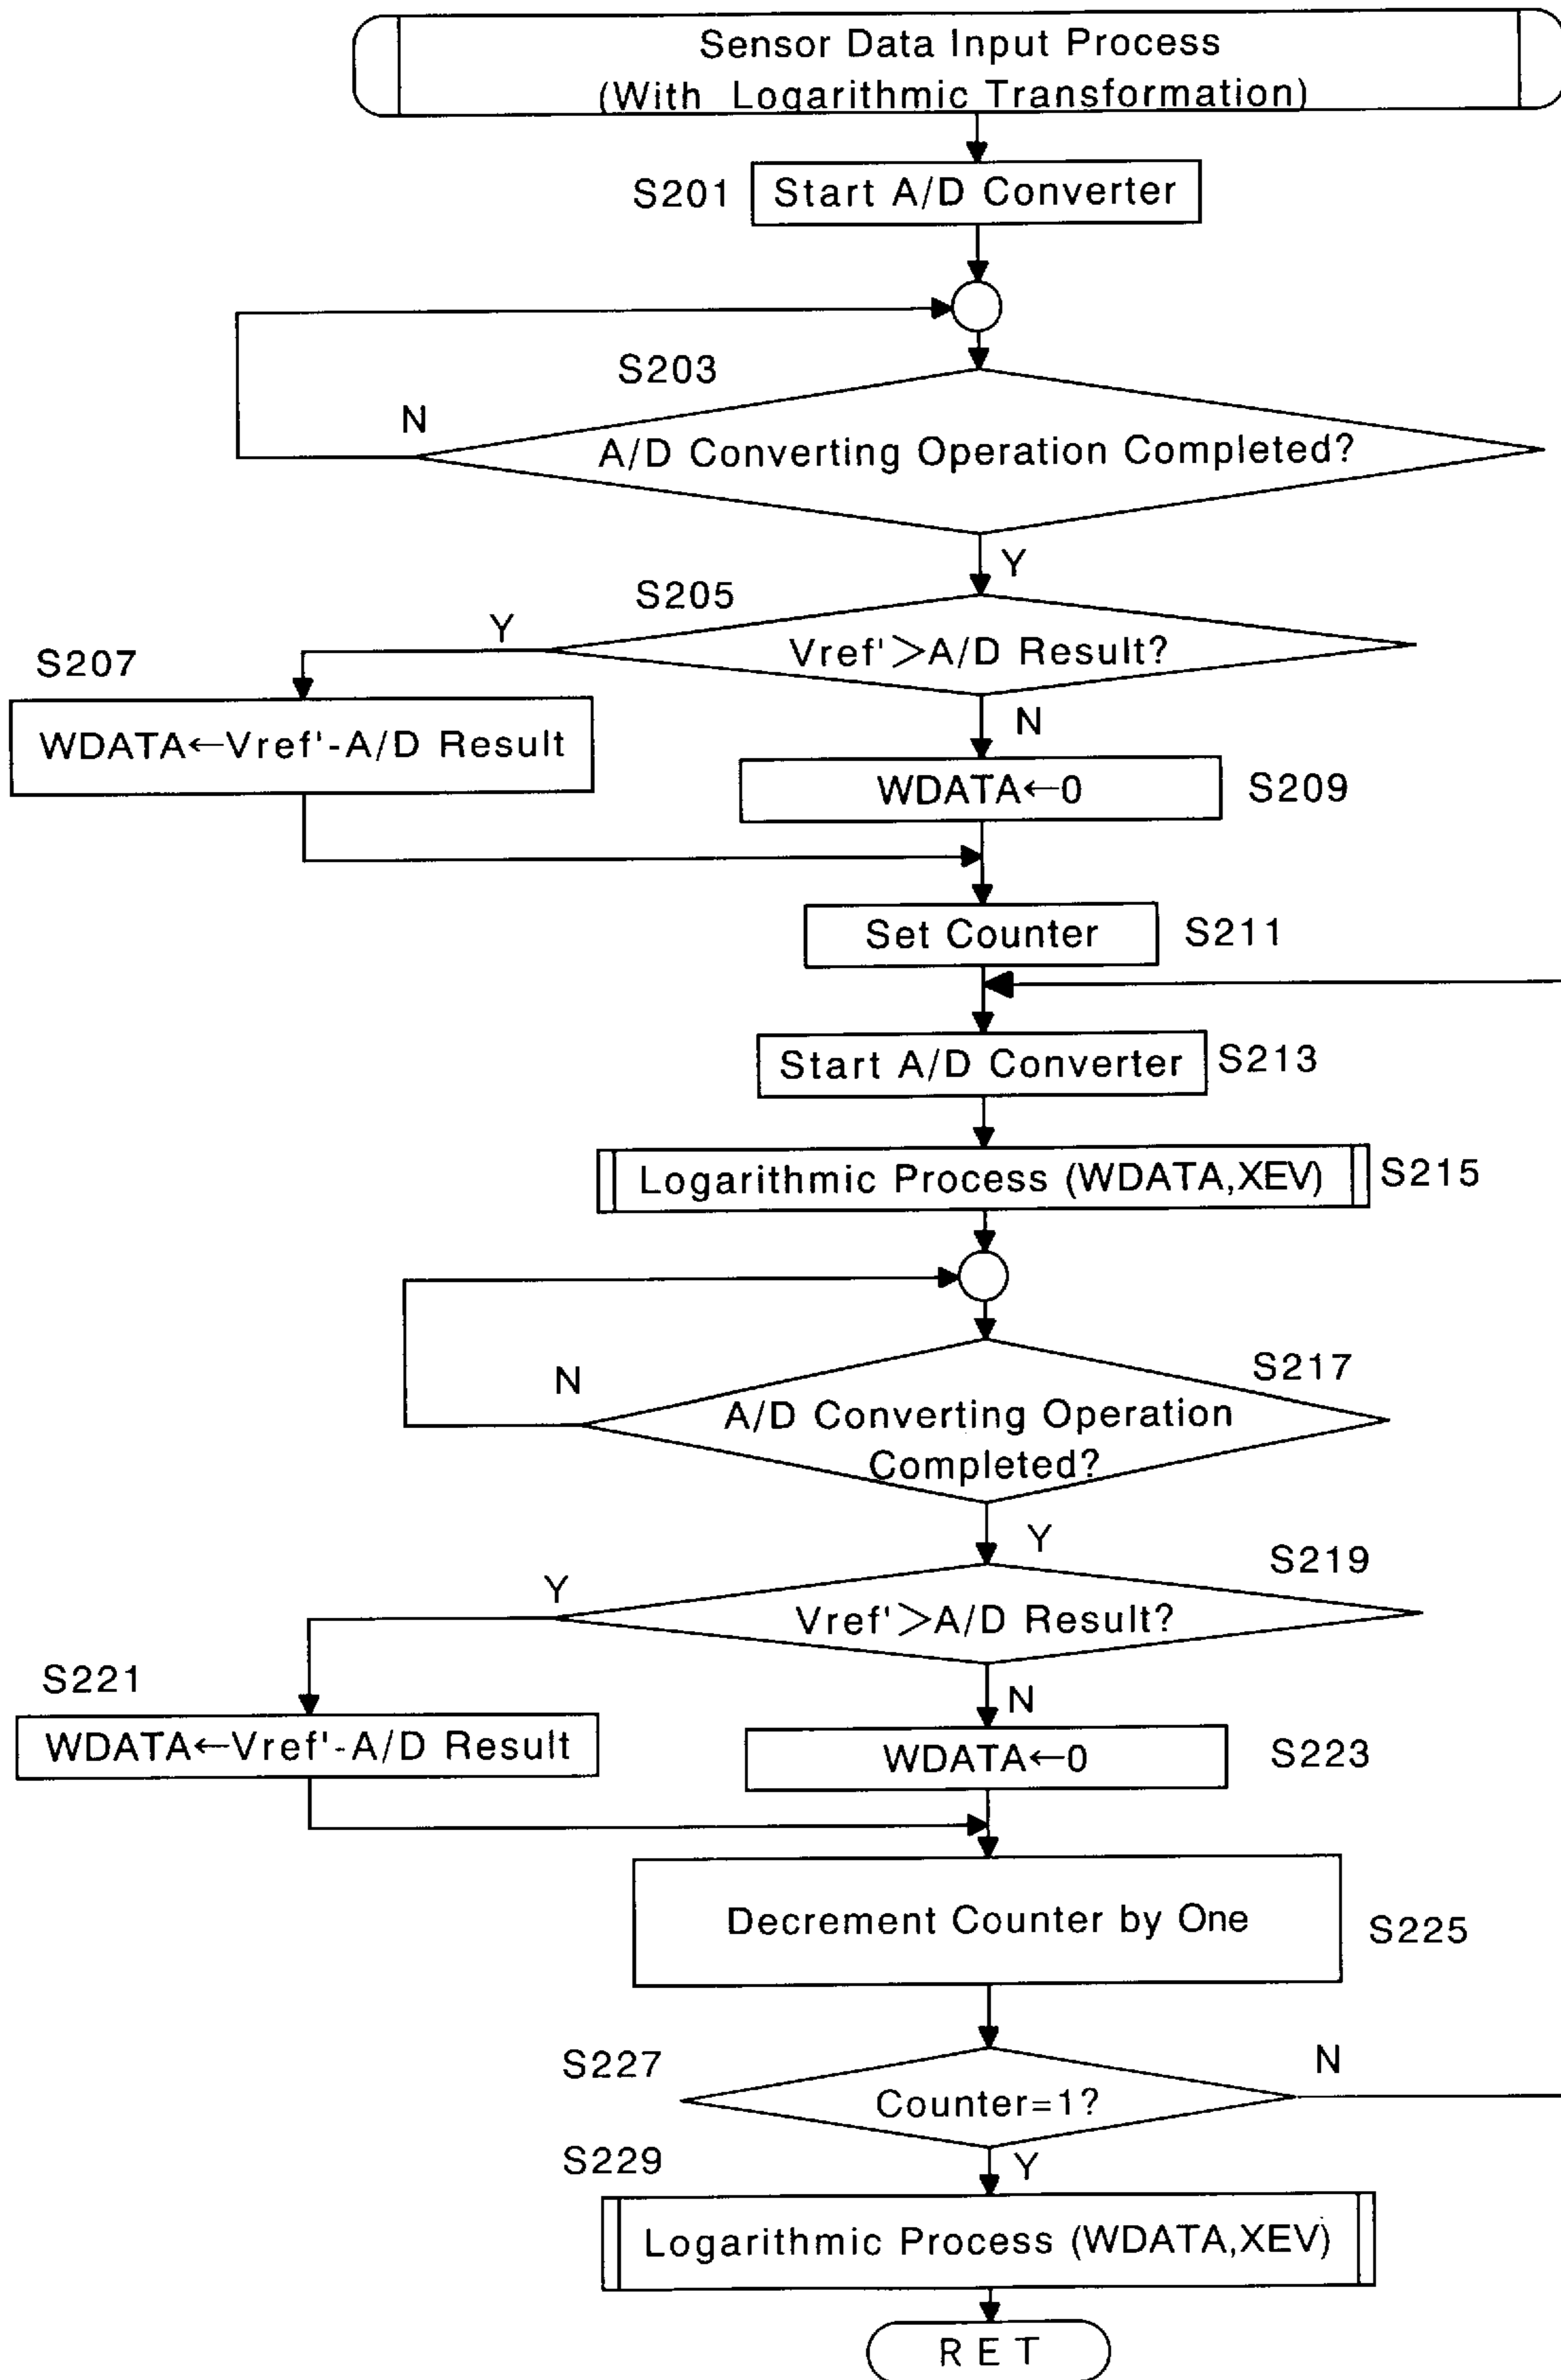 Sensor Data Input Process
(With Logarithmic Transformation)
S201
Start A/D Converter
S203
N
A/D Converting Operation Completed?
Y
S205
Y
Vref'>A/D Result?
S207
N
WDATA←Vref'-A/D Result
WDATA←0
S209
Set Counter
S211
Start A/D Converter
S213
Logarithmic Process (WDATA,XEV)
S215
S217
N
A/D Converting Operation
Completed?
Y
S219
Y
Vref'>A/D Result?
S221
N
WDATA←Vref'-A/D Result
WDATA←0
S223
Decrement Counter by One
S225
S227
N
Counter=1?
S229
Y
Logarithmic Process (WDATA,XEV)
RET